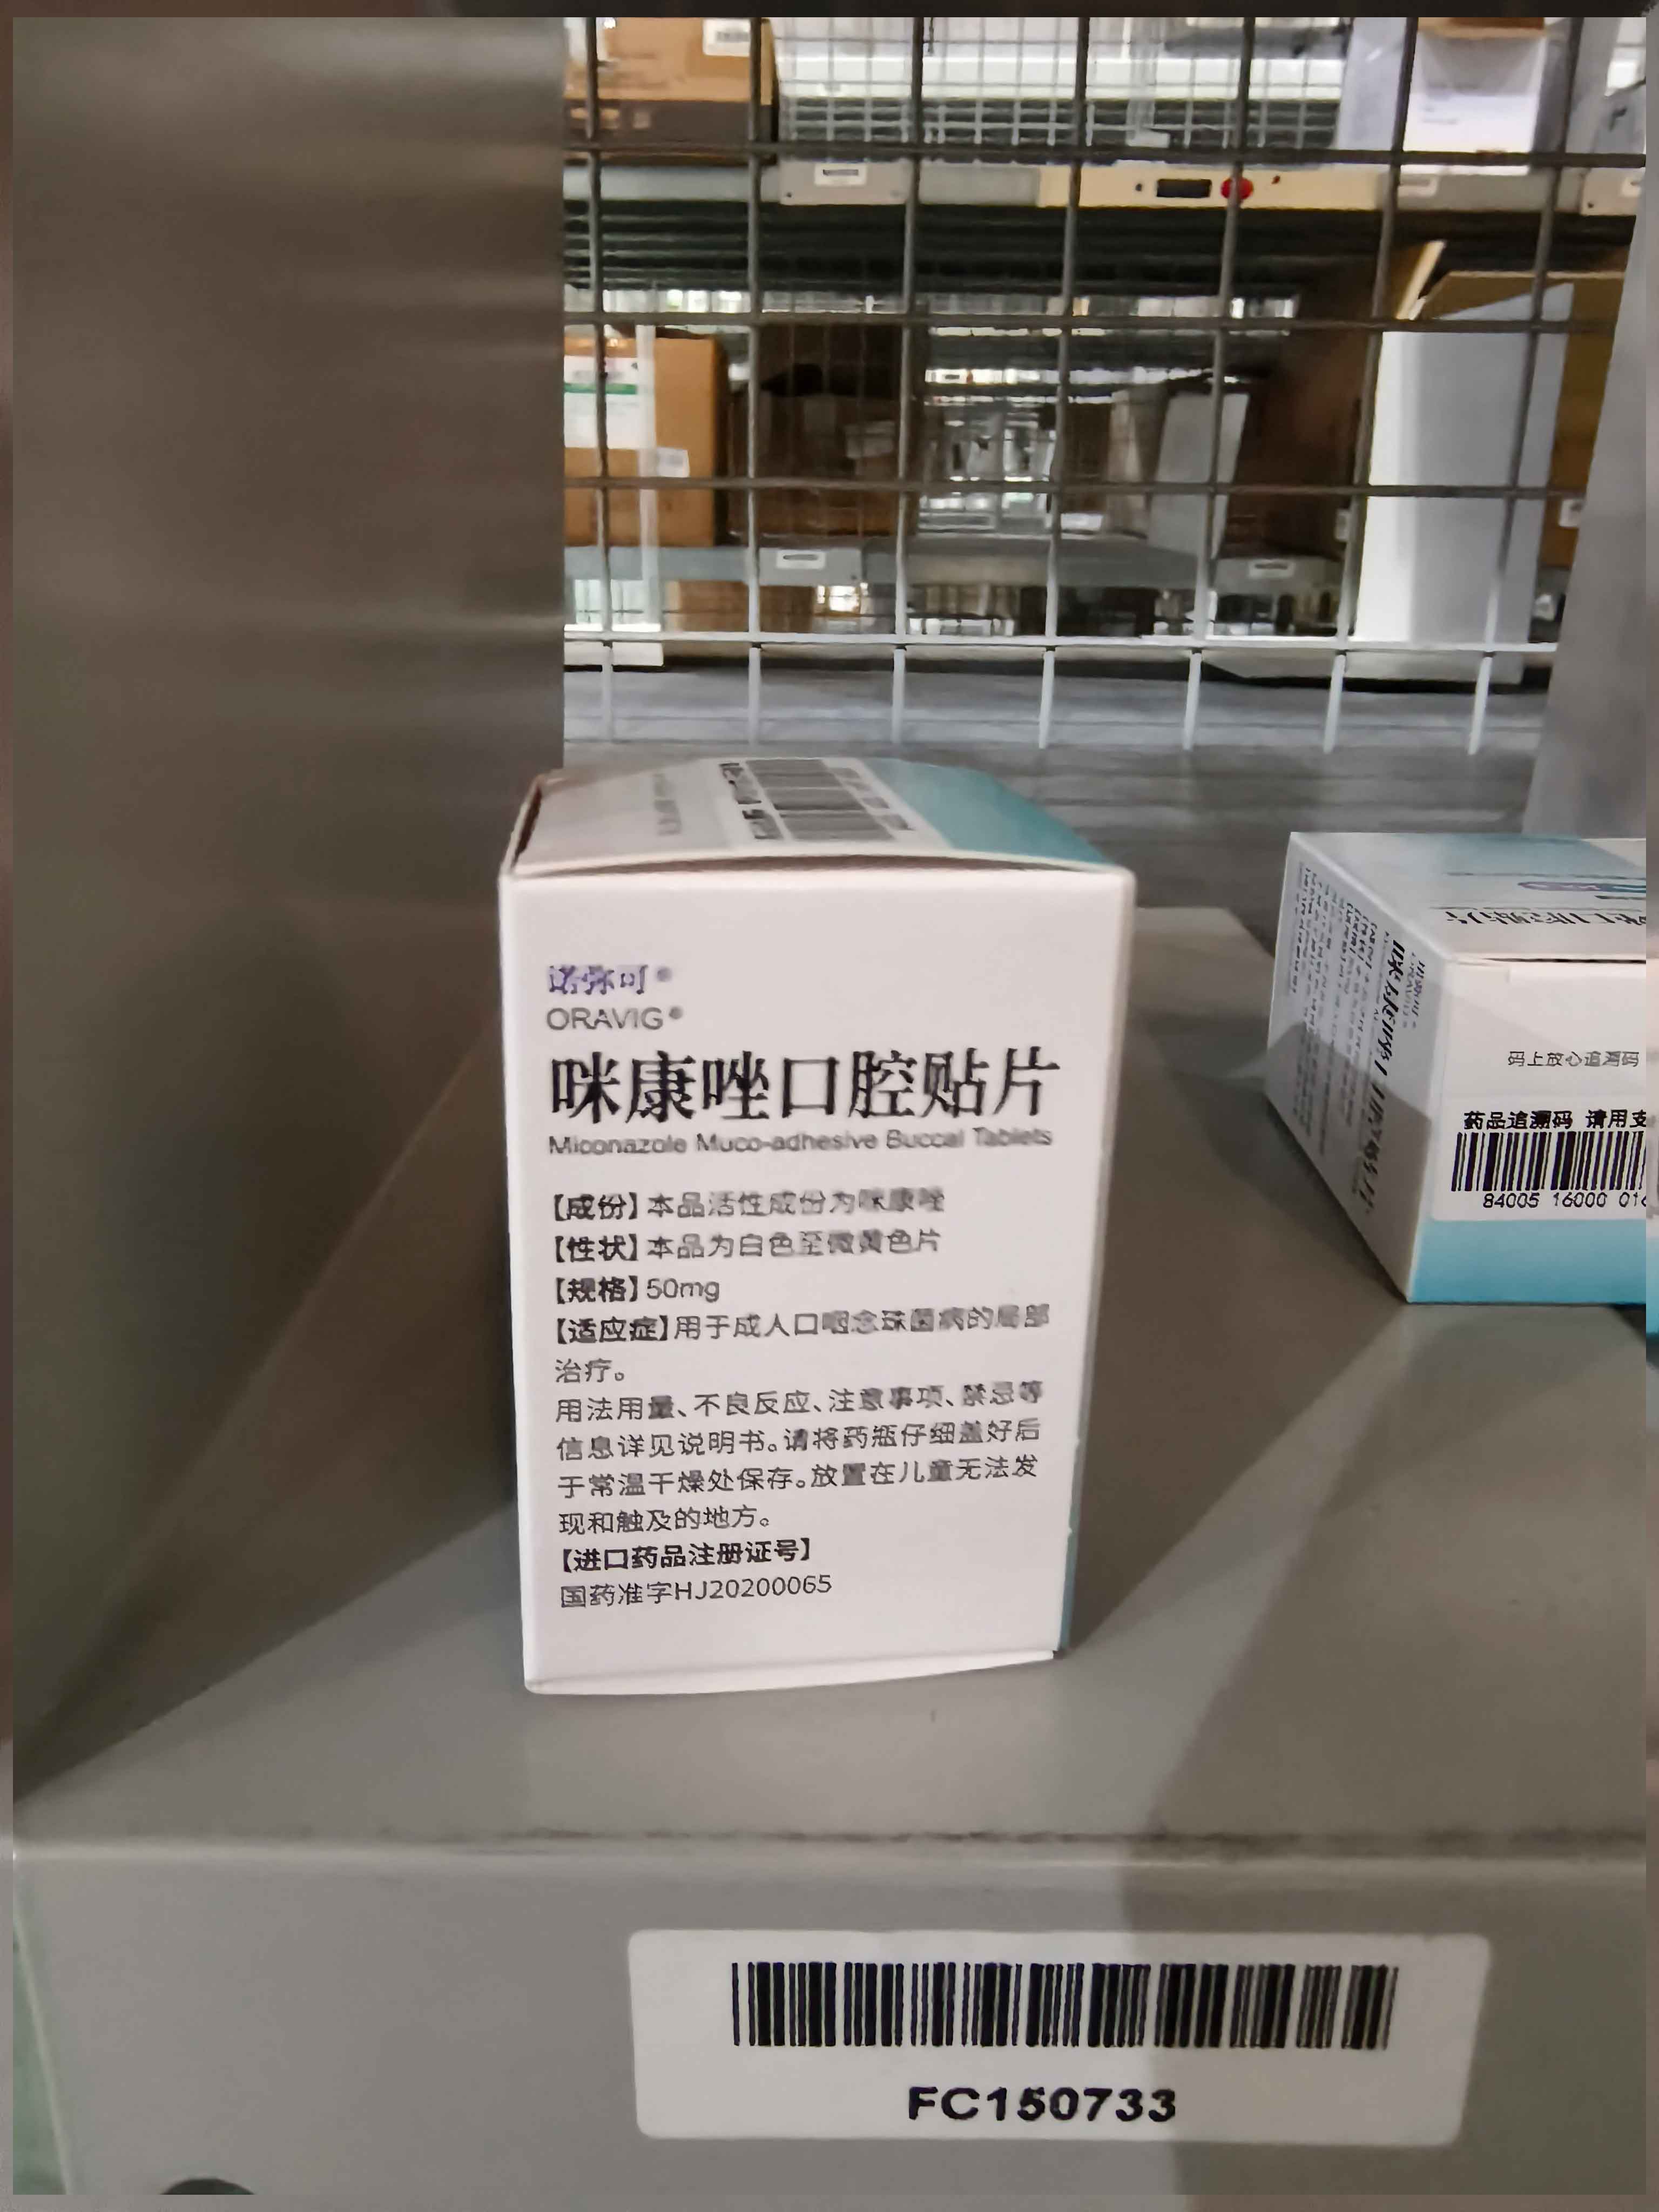 诺弥可®
ORAVIG®
咪康唑口腔贴片
Miconazole Muco-adhesive Buccal Tablets
【成份】本品活性成份为咪康唑
【性状】本品为白色至微黄色片
【规格】50mg
【适应症】用于成人口咽念珠菌病的局部
治疗。
用法用量、不良反应、注意事项、禁忌等
信息详见说明书。请将药瓶仔细盖好后
于常温干燥处保存。放置在儿童无法发
现和触及的地方。
【进口药品注册证号】
国药准字HJ20200065
码上放心追溯码
药品追溯码 请用支
84005 16000 01
FC150733